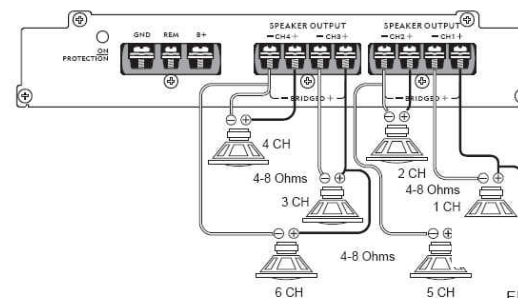 GND REM B+
SPEAKER OUTPUT
− CH4 + − CH3 +
SPEAKER OUTPUT
− CH2 + − CH1 +
ON
PROTECTION
− BRIDGED +
− BRIDGED +
4 CH
2 CH
4-8 Ohms
4-8 Ohms
3 CH
1 CH
4-8 Ohms
6 CH
5 CH